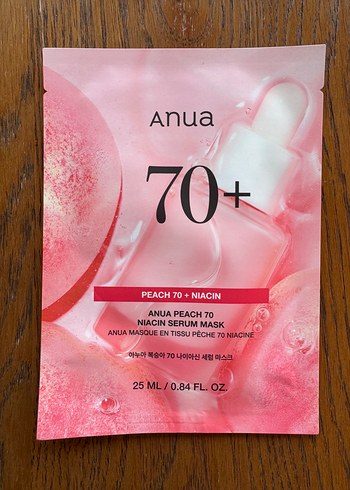 Anua
70+
PEACH 70 + NIACIN
ANUA PEACH 70
NIACIN SERUM MASK
ANUA MASQUE EN TISSU PÊCHE 70 NIACINE
아누아 복숭아 70 나이아신 세럼 마스크
25 ML / 0.84 FL. OZ.